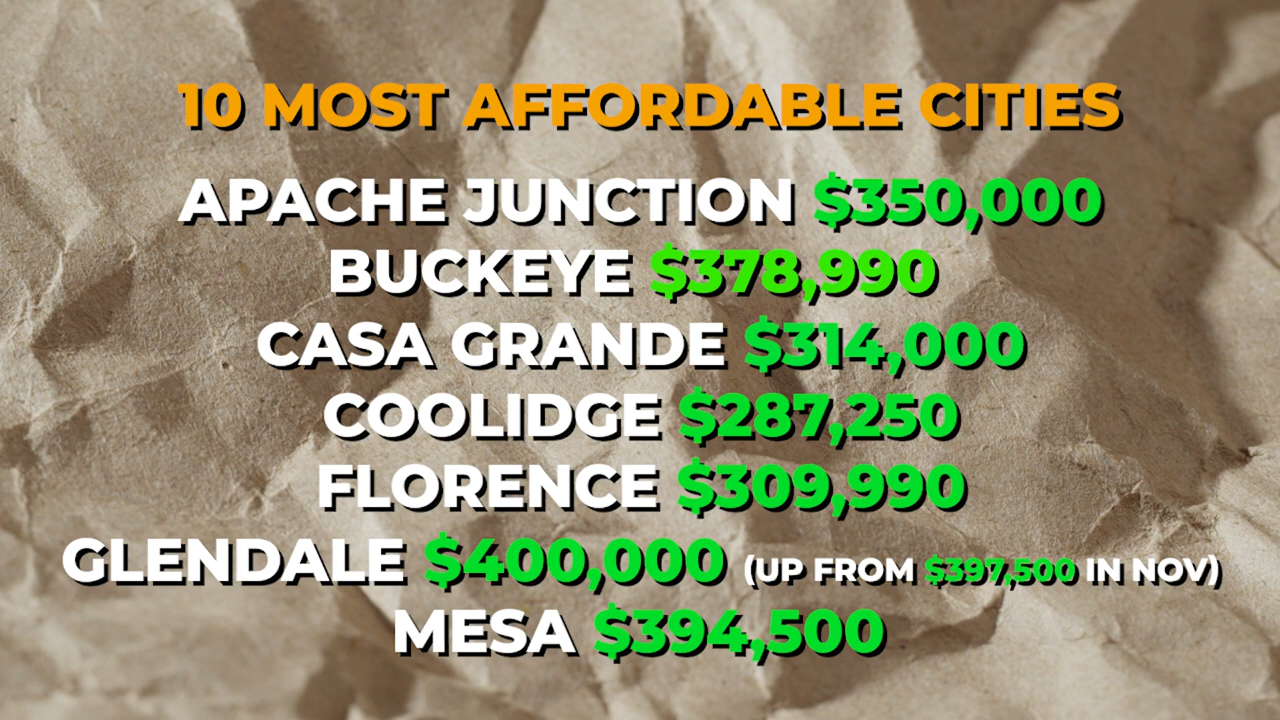 10 MOST AFFORDABLE CITIES
APACHE JUNCTION $350,000
BUCKEYE $378,990
CASA GRANDE $314,000
COOLIDGE $287,250
FLORENCE $309,990
GLENDALE $400,000 (UP FROM $397,500 IN NOV)
MESA $394,500